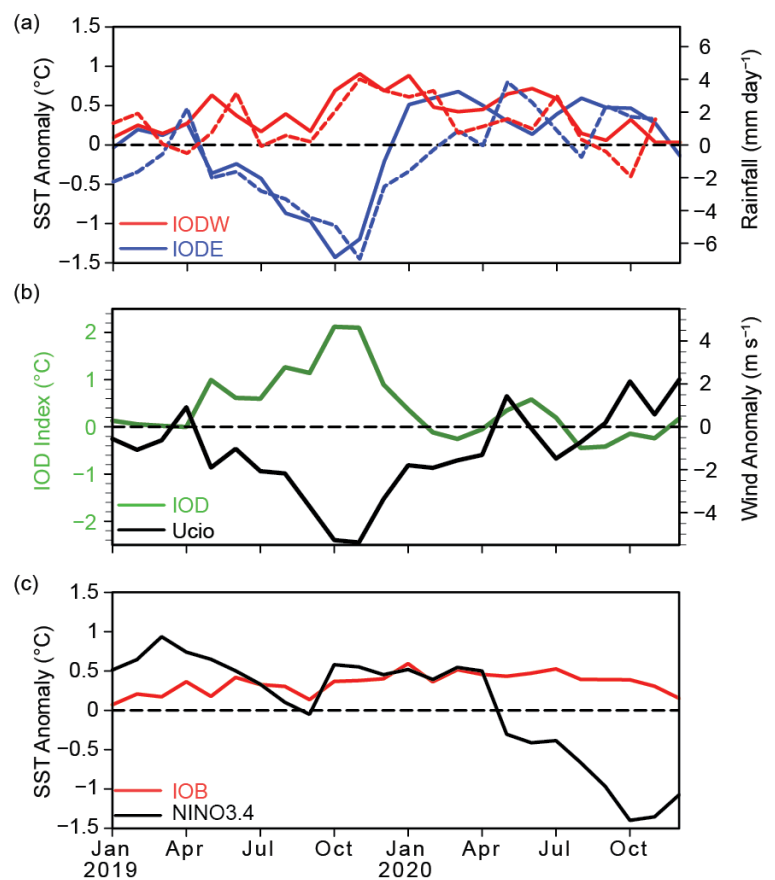 (a)
1.5
1
0.5
0
−0.5
−1
−1.5
SST Anomaly (°C)
6
4
2
0
−2
−4
−6
Rainfall (mm day⁻¹)
IODW
IODE
(b)
2
1
0
−1
−2
IOD Index (°C)
4
2
0
−2
−4
Wind Anomaly (m s⁻¹)
IOD
Ucio
(c)
1.5
1
0.5
0
−0.5
−1
−1.5
SST Anomaly (°C)
IOB
NINO3.4
Jan Apr Jul Oct Jan Apr Jul Oct
2019 2020